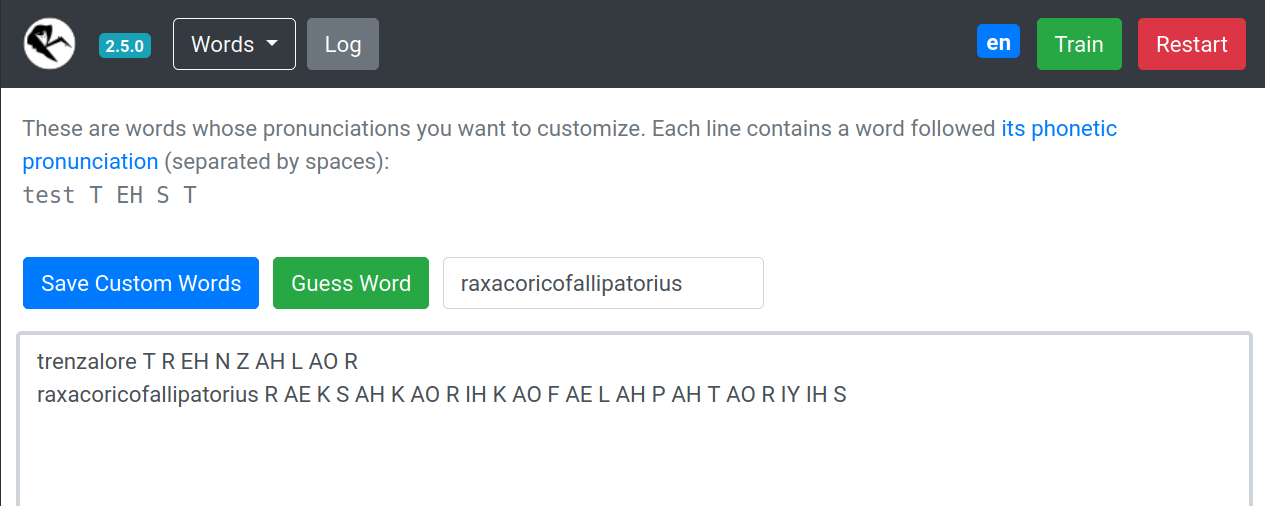 2.5.0 Words Log en Train Restart
These are words whose pronunciations you want to customize. Each line contains a word followed its phonetic
pronunciation (separated by spaces):
test T EH S T
Save Custom Words Guess Word raxacoricofallipatorius
trenzalore T R EH N Z AH L AO R
raxacoricofallipatorius R AE K S AH K AO R IH K AO F AE L AH P AH T AO R IY IH S